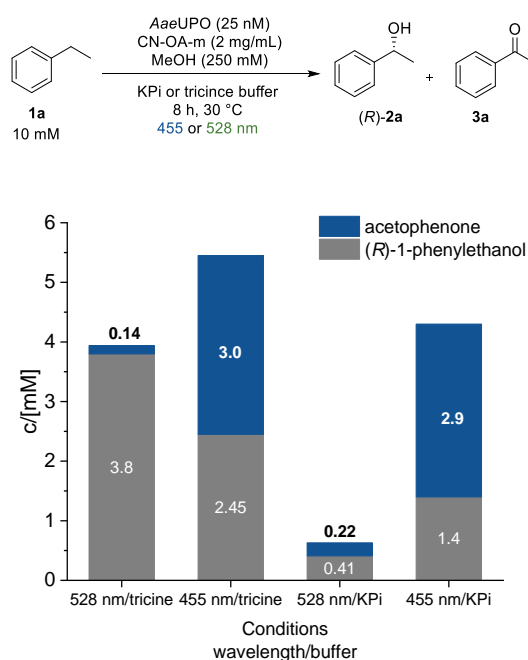 AaeUPO (25 nM)
CN-OA-m (2 mg/mL)
MeOH (250 mM)
KPi or tricince buffer
8 h, 30 °C
455 or 528 nm
1a
10 mM
OH
(R)-2a
+
O
3a
acetophenone
(R)-1-phenylethanol
c/[mM]
6
5
4
3
2
1
0
0.14
3.8
3.0
2.45
0.22
0.41
2.9
1.4
528 nm/tricine 455 nm/tricine 528 nm/KPi 455 nm/KPi
Conditions
wavelength/buffer